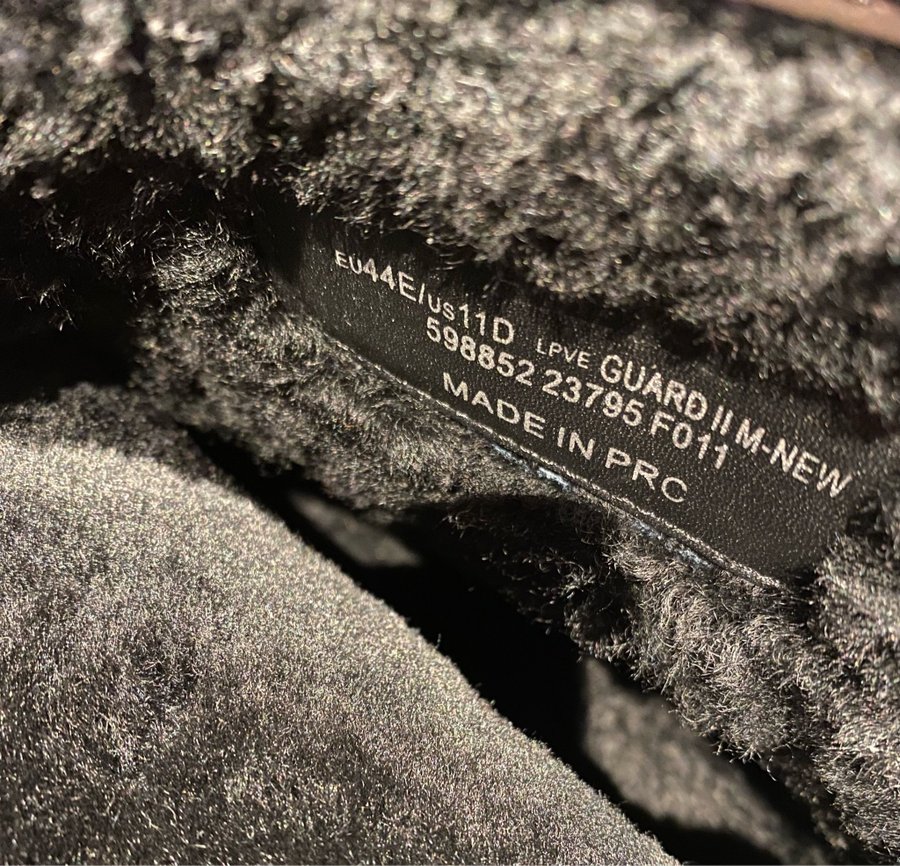 EU44E/US11D LPVE GUARD II M-NEW
598852 23795 F011
MADE IN PRC